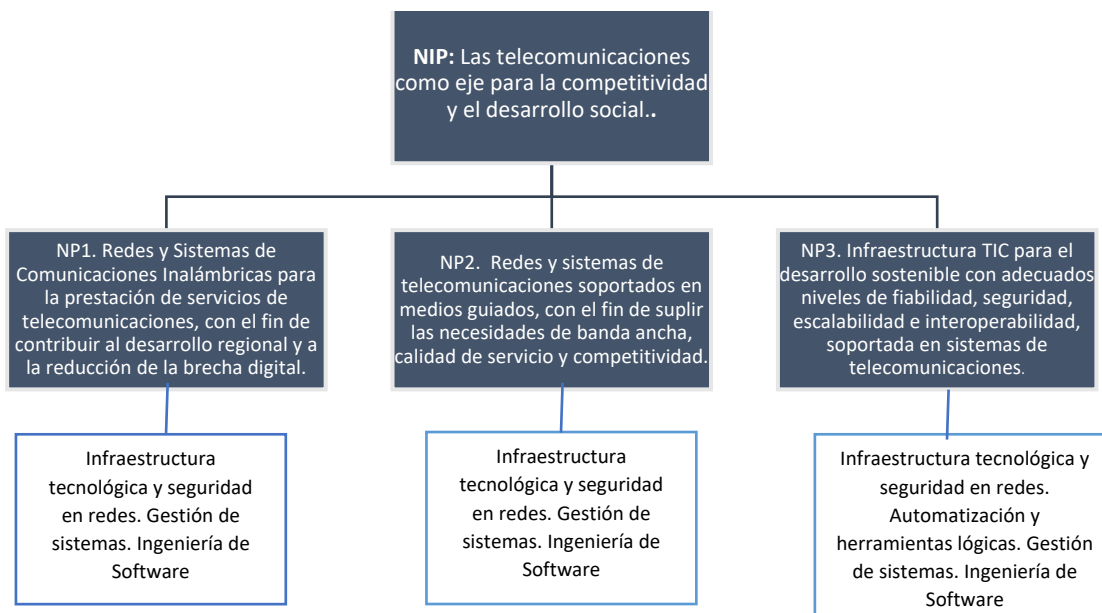 NIP: Las telecomunicaciones
como eje para la competitividad
y el desarrollo social..
NP1. Redes y Sistemas de
Comunicaciones Inalámbricas para
la prestación de servicios de
telecomunicaciones, con el fin de
contribuir al desarrollo regional y a
la reducción de la brecha digital.
NP2. Redes y sistemas de
telecomunicaciones soportados en
medios guiados, con el fin de suplir
las necesidades de banda ancha,
calidad de servicio y competitividad.
NP3. Infraestructura TIC para el
desarrollo sostenible con adecuados
niveles de fiabilidad, seguridad,
escalabilidad e interoperabilidad,
soportada en sistemas de
telecomunicaciones.
Infraestructura
tecnológica y seguridad
en redes. Gestión de
sistemas. Ingeniería de
Software
Infraestructura
tecnológica y seguridad
en redes. Gestión de
sistemas. Ingeniería de
Software
Infraestructura tecnológica y
seguridad en redes.
Automatización y
herramientas lógicas. Gestión
de sistemas. Ingeniería de
Software